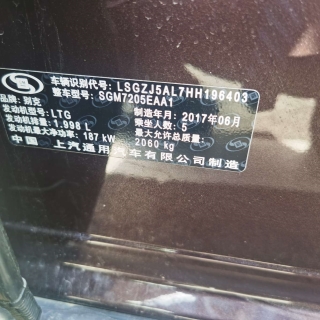 车辆识别代号: LSGZJ5AL7HH196403
整车型号: SGM7205EAA1
品牌: 别克 制造年月: 2017年06月
发动机型号: LTG 乘坐人数: 5
发动机排量: 1.998 L 最大允许总质量:
发动机最大净功率: 187 kW 2060 kg
中国 上汽通用汽车有限公司制造